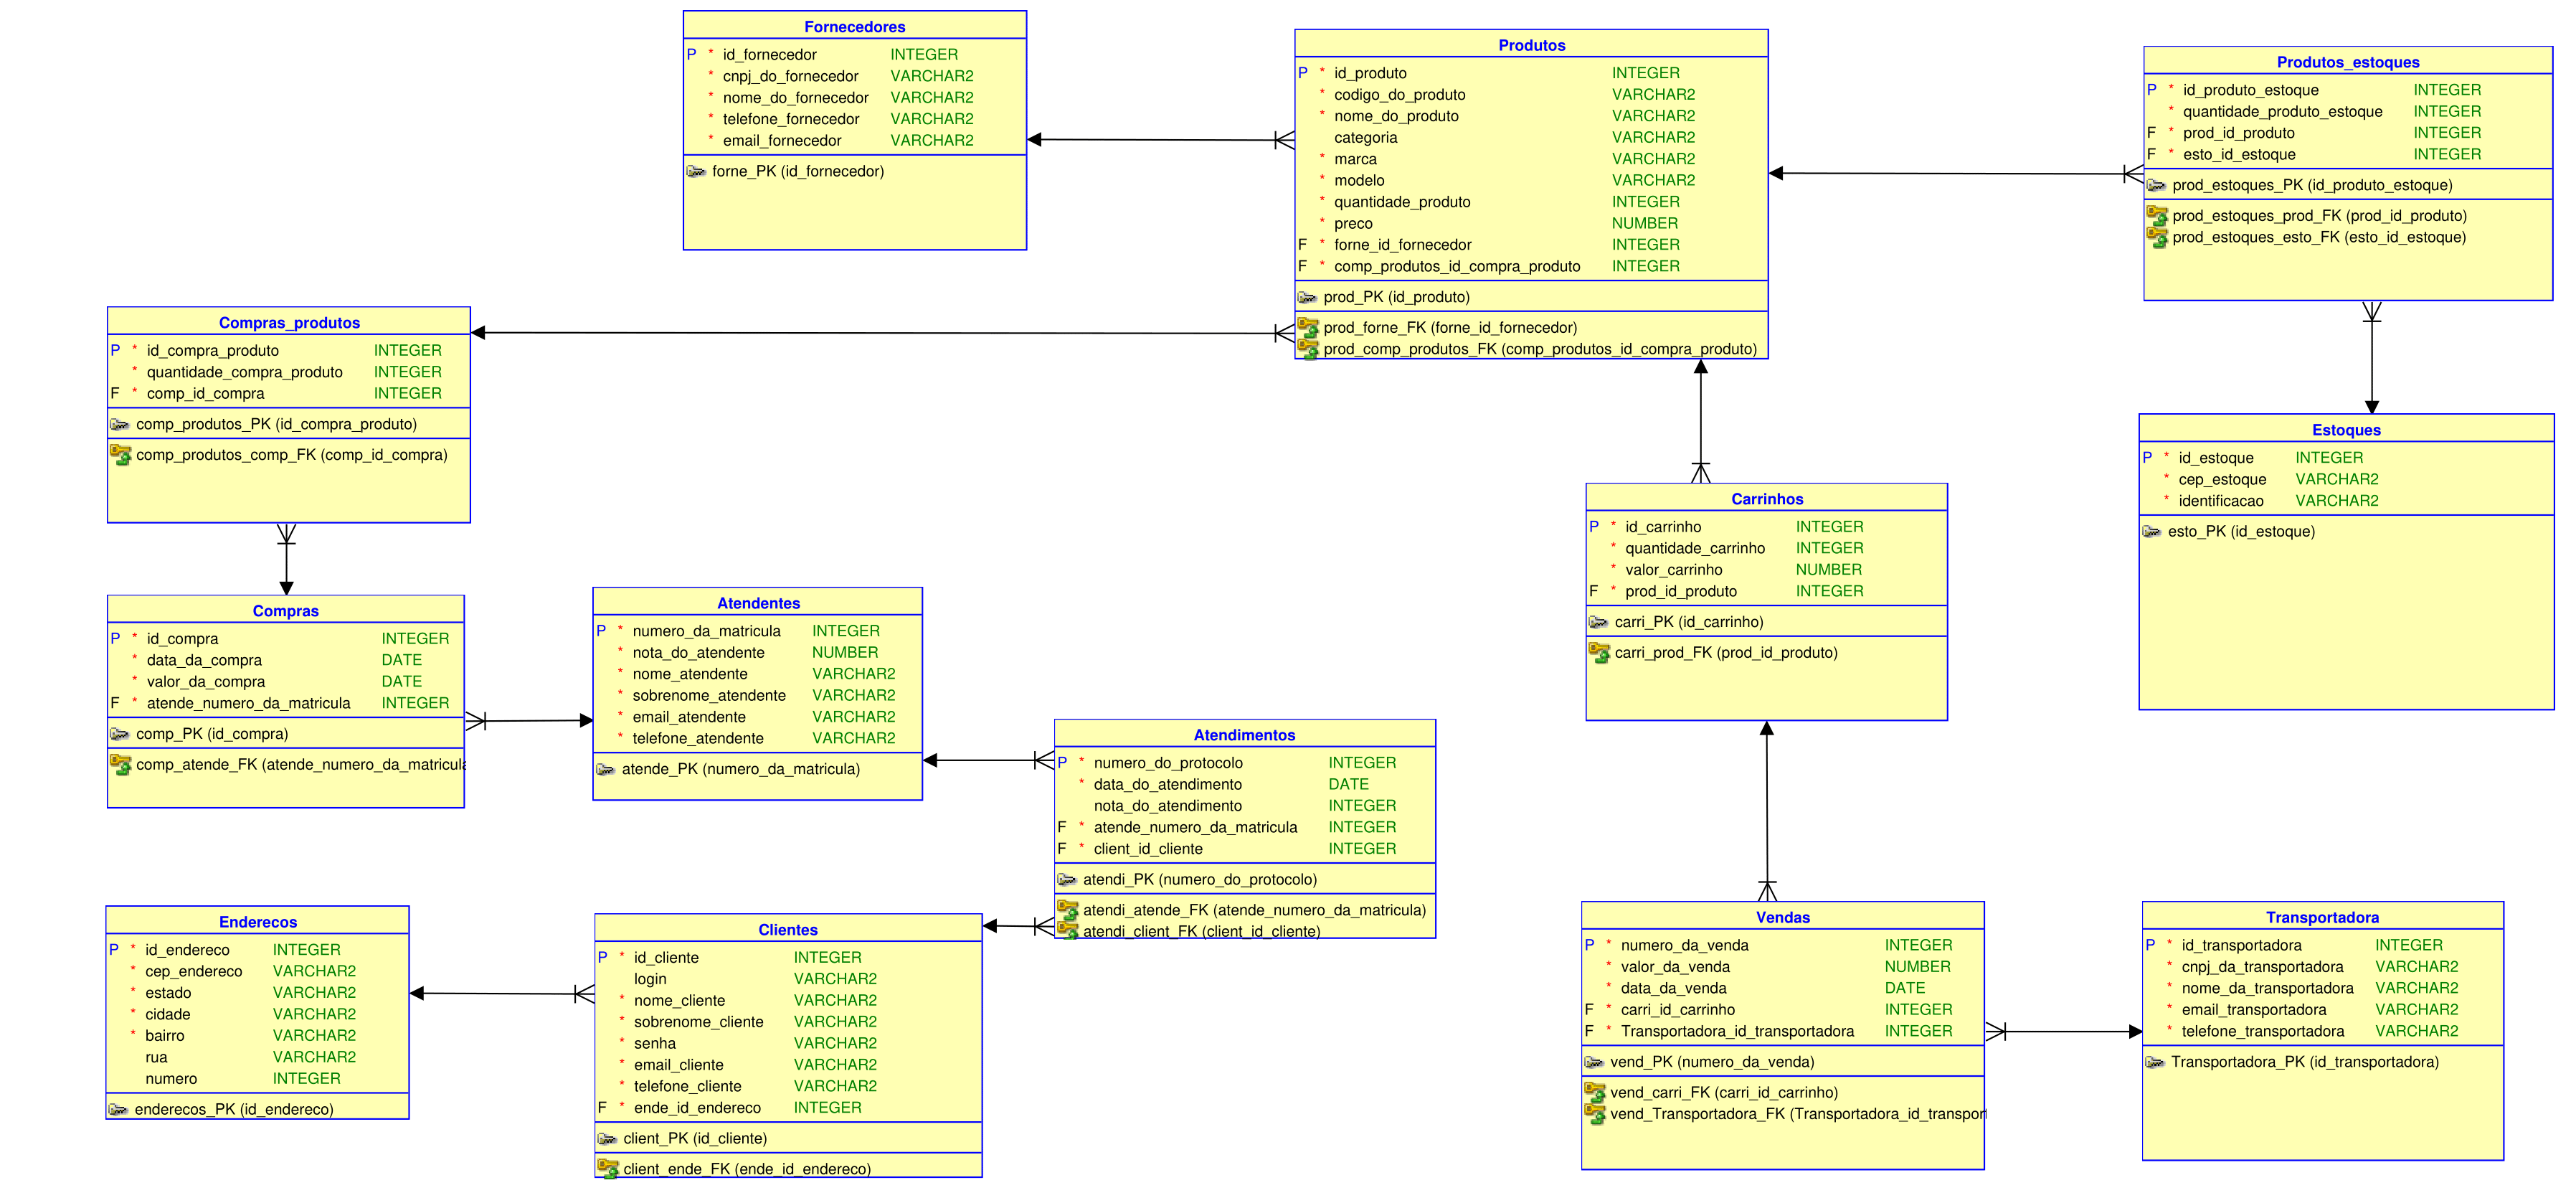 Fornecedores
P * id_fornecedor INTEGER
* cnpj_do_fornecedor VARCHAR2
* nome_do_fornecedor VARCHAR2
* telefone_fornecedor VARCHAR2
* email_fornecedor VARCHAR2
forne_PK (id_fornecedor)
Produtos
P * id_produto INTEGER
* codigo_do_produto VARCHAR2
* nome_do_produto VARCHAR2
categoria VARCHAR2
* marca VARCHAR2
* modelo VARCHAR2
* quantidade_produto INTEGER
* preco NUMBER
F * forne_id_fornecedor INTEGER
F * comp_produtos_id_compra_produto INTEGER
prod_PK (id_produto)
prod_forne_FK (forne_id_fornecedor)
prod_comp_produtos_FK (comp_produtos_id_compra_produto)
Produtos_estoques
P * id_produto_estoque INTEGER
* quantidade_produto_estoque INTEGER
F * prod_id_produto INTEGER
F * esto_id_estoque INTEGER
prod_estoques_PK (id_produto_estoque)
prod_estoques_prod_FK (prod_id_produto)
prod_estoques_esto_FK (esto_id_estoque)
Compras_produtos
P * id_compra_produto INTEGER
* quantidade_compra_produto INTEGER
F * comp_id_compra INTEGER
comp_produtos_PK (id_compra_produto)
comp_produtos_comp_FK (comp_id_compra)
Estoques
P * id_estoque INTEGER
* cep_estoque VARCHAR2
* identificacao VARCHAR2
esto_PK (id_estoque)
Carrinhos
P * id_carrinho INTEGER
* quantidade_carrinho INTEGER
* valor_carrinho NUMBER
F * prod_id_produto INTEGER
carri_PK (id_carrinho)
carri_prod_FK (prod_id_produto)
Compras
P * id_compra INTEGER
* data_da_compra DATE
* valor_da_compra DATE
F * atende_numero_da_matricula INTEGER
comp_PK (id_compra)
comp_atende_FK (atende_numero_da_matricula
Atendentes
P * numero_da_matricula INTEGER
* nota_do_atendente NUMBER
* nome_atendente VARCHAR2
* sobrenome_atendente VARCHAR2
* email_atendente VARCHAR2
* telefone_atendente VARCHAR2
atende_PK (numero_da_matricula)
Atendimentos
P * numero_do_protocolo INTEGER
* data_do_atendimento DATE
nota_do_atendimento INTEGER
F * atende_numero_da_matricula INTEGER
F * client_id_cliente INTEGER
atendi_PK (numero_do_protocolo)
atendi_atende_FK (atende_numero_da_matricula)
atendi_client_FK (client_id_cliente)
Enderecos
P * id_endereco INTEGER
* cep_endereco VARCHAR2
* estado VARCHAR2
* cidade VARCHAR2
* bairro VARCHAR2
rua VARCHAR2
numero INTEGER
enderecos_PK (id_endereco)
Clientes
P * id_cliente INTEGER
login VARCHAR2
* nome_cliente VARCHAR2
* sobrenome_cliente VARCHAR2
* senha VARCHAR2
* email_cliente VARCHAR2
* telefone_cliente VARCHAR2
F * ende_id_endereco INTEGER
client_PK (id_cliente)
client_ende_FK (ende_id_endereco)
Vendas
P * numero_da_venda INTEGER
* valor_da_venda NUMBER
* data_da_venda DATE
F * carri_id_carrinho INTEGER
F * Transportadora_id_transportadora INTEGER
vend_PK (numero_da_venda)
vend_carri_FK (carri_id_carrinho)
vend_Transportadora_FK (Transportadora_id_transport
Transportadora
P * id_transportadora INTEGER
* cnpj_da_transportadora VARCHAR2
* nome_da_transportadora VARCHAR2
* email_transportadora VARCHAR2
* telefone_transportadora VARCHAR2
Transportadora_PK (id_transportadora)